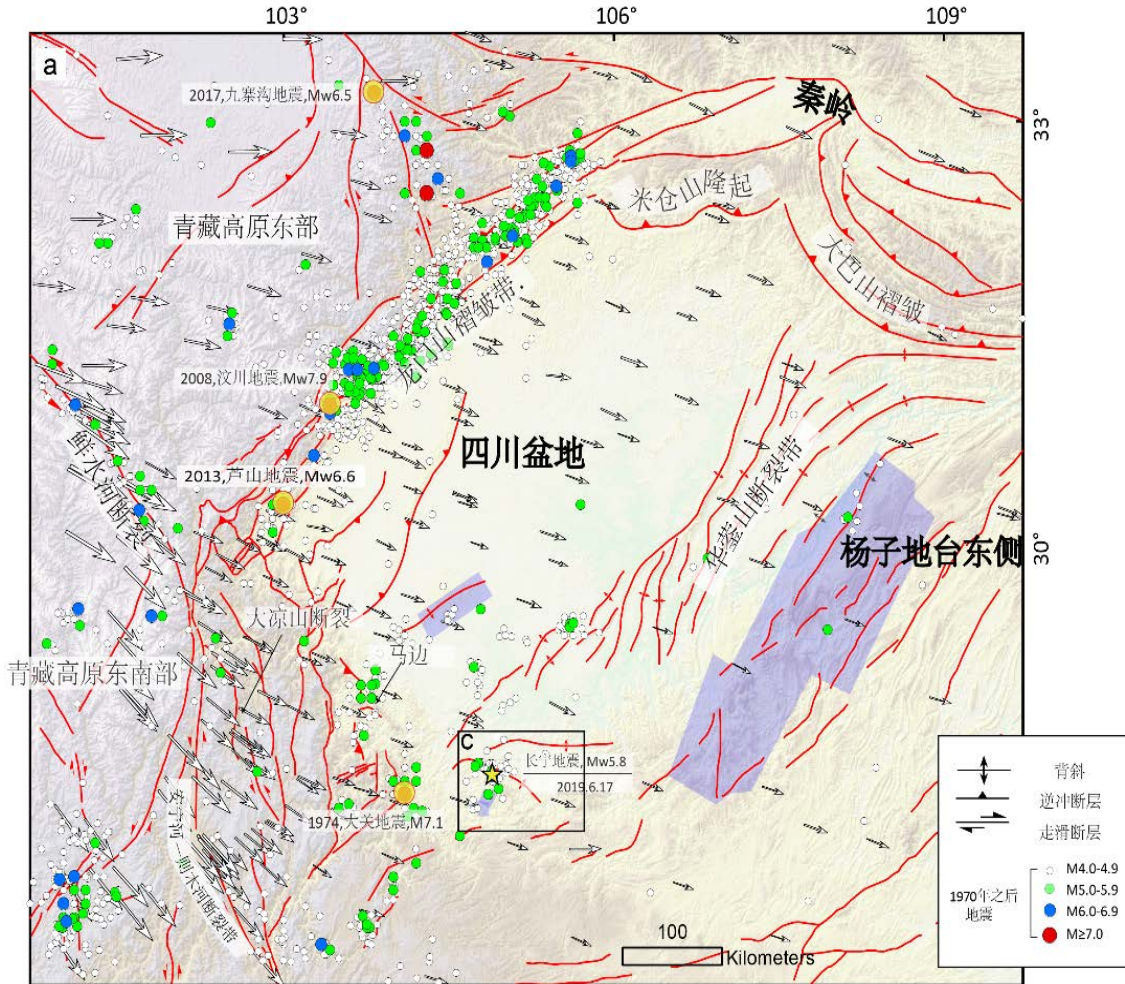 103°
106°
109°
a
2017,九寨沟地震,Mw6.5
秦岭
33°
米仓山隆起
青藏高原东部
大巴山褶皱
龙门山褶皱带
2008,汶川地震,Mw7.9
鲜水河断裂
四川盆地
2013,芦山地震,Mw6.6
华蓥山断裂带
杨子地台东侧
30°
大凉山断裂
马边
青藏高原东南部
C
长宁地震,Mw5.8
2019.6.17
1974,大关地震,M7.1
安宁河
则木河断裂带
背斜
逆冲断层
走滑断层
1970年之后
地震
M4.0-4.9
M5.0-5.9
M6.0-6.9
M≥7.0
100
Kilometers